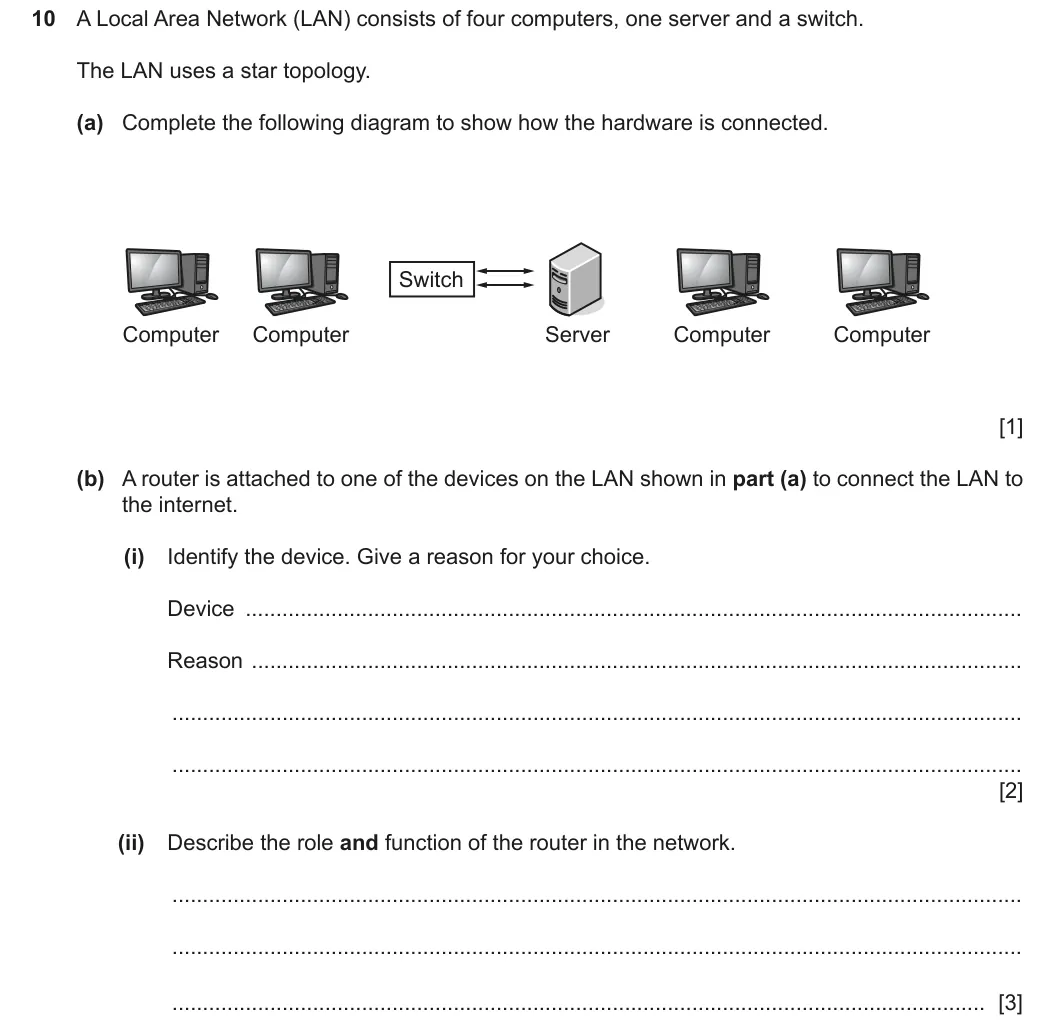 10 A Local Area Network (LAN) consists of four computers, one server and a switch.
The LAN uses a star topology.
(a) Complete the following diagram to show how the hardware is connected.
Computer Computer Switch Server Computer Computer
[1]
(b) A router is attached to one of the devices on the LAN shown in part (a) to connect the LAN to
the internet.
(i) Identify the device. Give a reason for your choice.
Device ....................................................................................................
Reason ....................................................................................................
....................................................................................................
....................................................................................................
[2]
(ii) Describe the role and function of the router in the network.
....................................................................................................
....................................................................................................
.................................................................................................... [3]